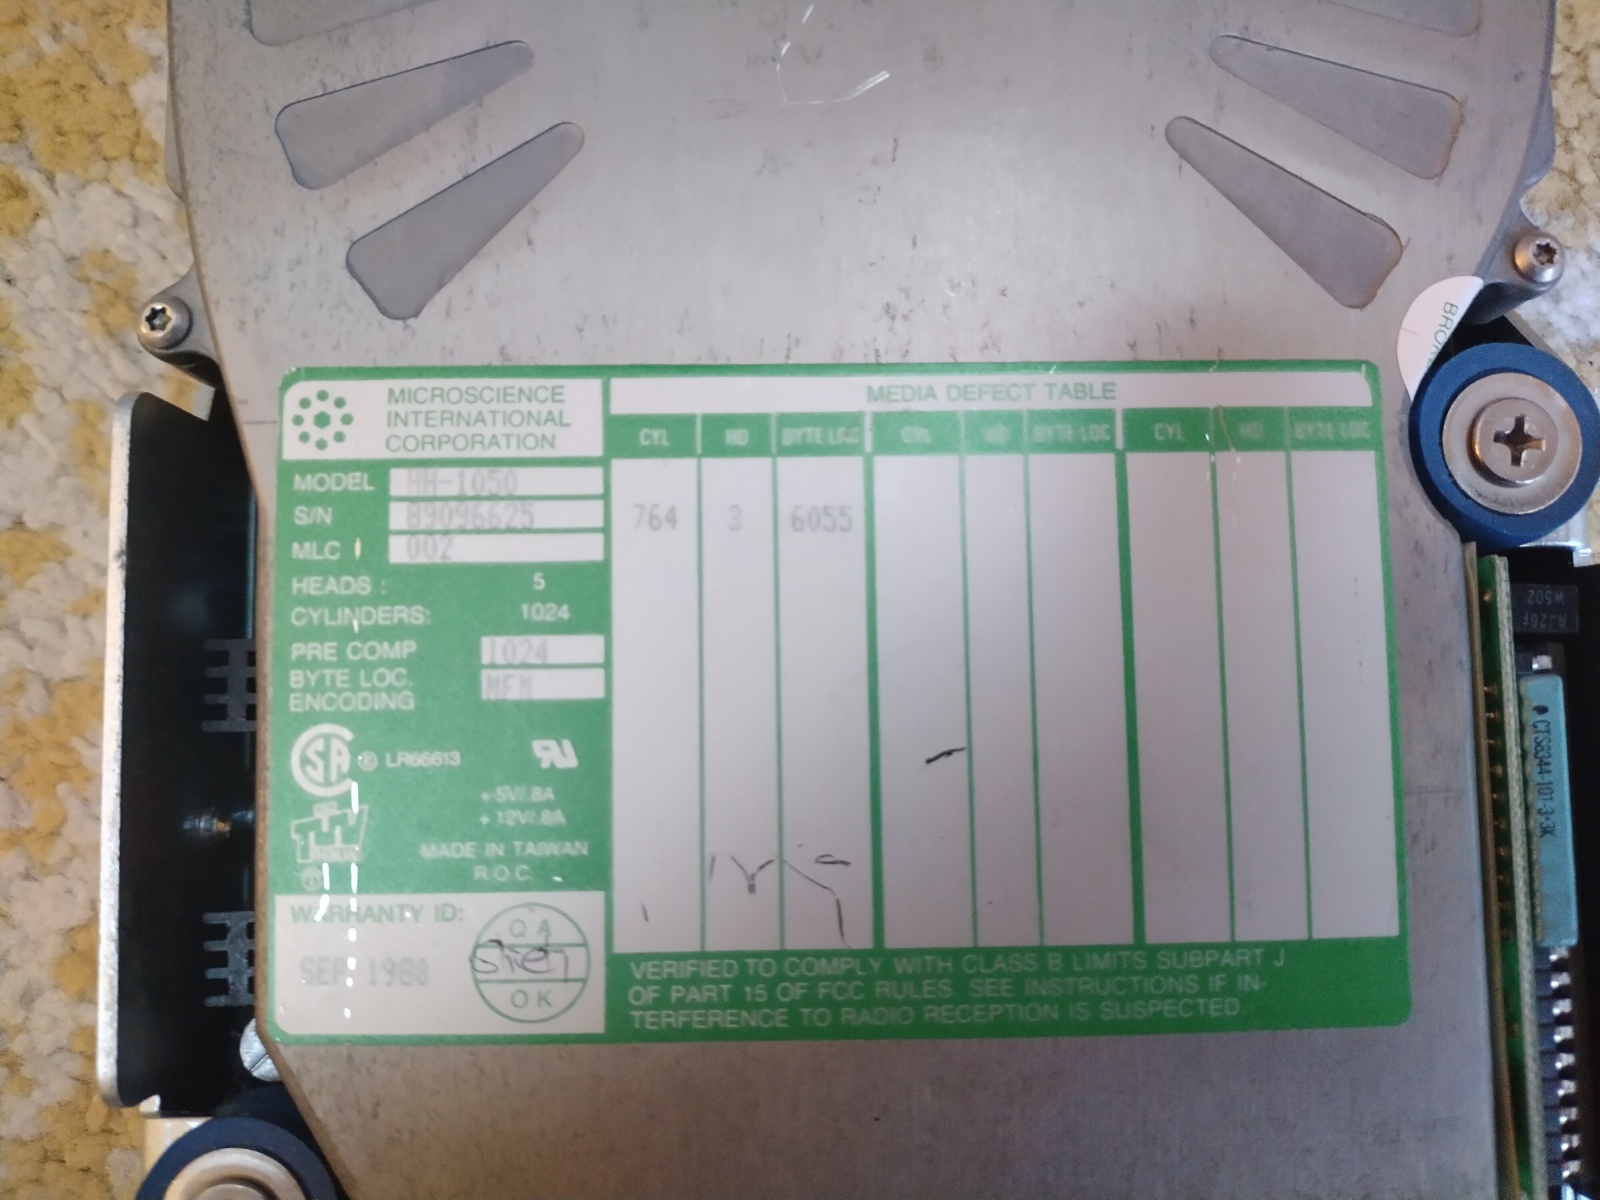 MICROSCIENCE
INTERNATIONAL
CORPORATION
MODEL HH-1050
S/N 89096625
MLC 002
HEADS : 5
CYLINDERS: 1024
PRE COMP 1024
BYTE LOC.
ENCODING MFM
SA ® LR66613
+5V/.8A
+12V/.8A
MADE IN TAIWAN
R.O.C.
WARRANTY ID:
SEP 1988
QA
OK
MEDIA DEFECT TABLE
CYL HD BYTE LOC CYL HD BYTE LOC CYL HD BYTE LOC
764 3 6055
VERIFIED TO COMPLY WITH CLASS B LIMITS SUBPART J
OF PART 15 OF FCC RULES. SEE INSTRUCTIONS IF IN-
TERFERENCE TO RADIO RECEPTION IS SUSPECTED
W502
CTS8344 101-3-3K